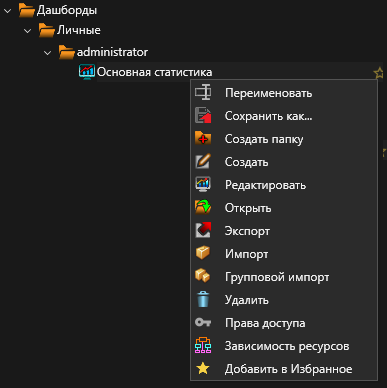 Дашборды
Личные
administrator
Основная статистика
Переименовать
Сохранить как...
Создать папку
Создать
Редактировать
Открыть
Экспорт
Импорт
Групповой импорт
Удалить
Права доступа
Зависимость ресурсов
Добавить в Избранное